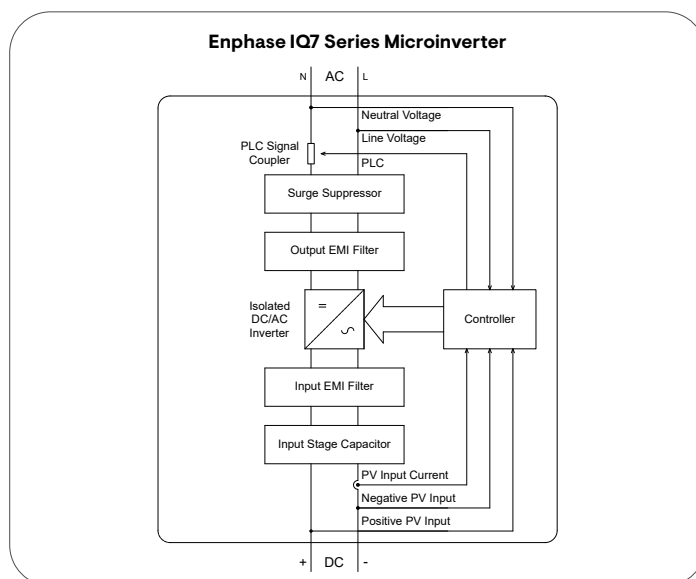 Enphase IQ7 Series Microinverter
N AC L
Neutral Voltage
Line Voltage
PLC Signal
Coupler
PLC
Surge Suppressor
Output EMI Filter
Isolated
DC/AC
Inverter
=
∿
Controller
Input EMI Filter
Input Stage Capacitor
PV Input Current
Negative PV Input
Positive PV Input
+ DC -